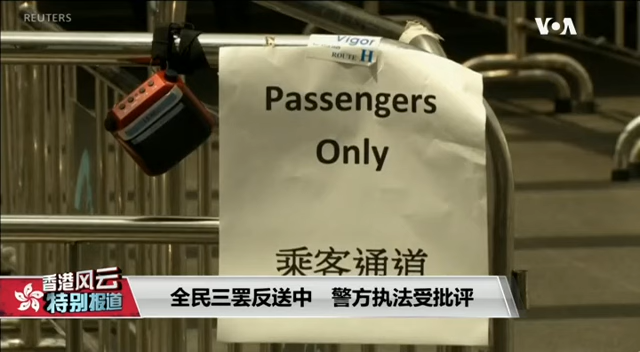 REUTERS
VOA
Vigor
ROUTE H
Passengers
Only
乘客通道
香港风云
特别报道
全民三罢反送中 警方执法受批评